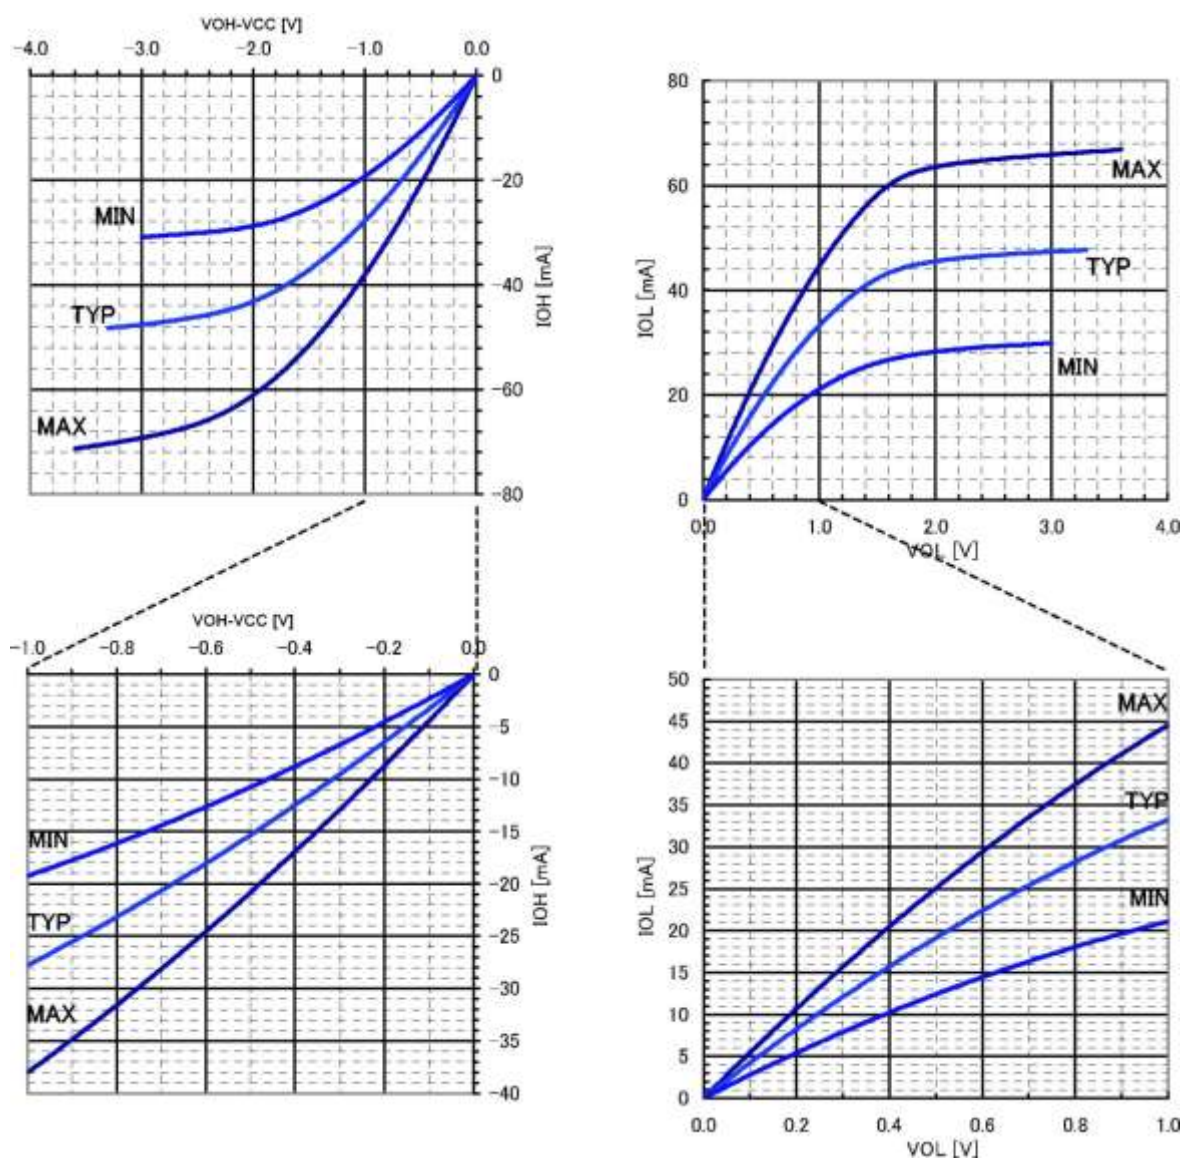 VOH-VCC [V]
-4.0 -3.0 -2.0 -1.0 0.0
0
-20
-40
-60
-80
IOH [mA]
MIN
TYP
MAX
80
60
40
20
0
IOL [mA]
MAX
TYP
MIN
0.0 1.0 2.0 3.0 4.0
VOL [V]
VOH-VCC [V]
-1.0 -0.8 -0.6 -0.4 -0.2 0.0
0
-5
-10
-15
-20
-25
-30
-35
-40
IOH [mA]
MIN
TYP
MAX
50
45
40
35
30
25
20
15
10
5
0
IOL [mA]
MAX
TYP
MIN
0.0 0.2 0.4 0.6 0.8 1.0
VOL [V]